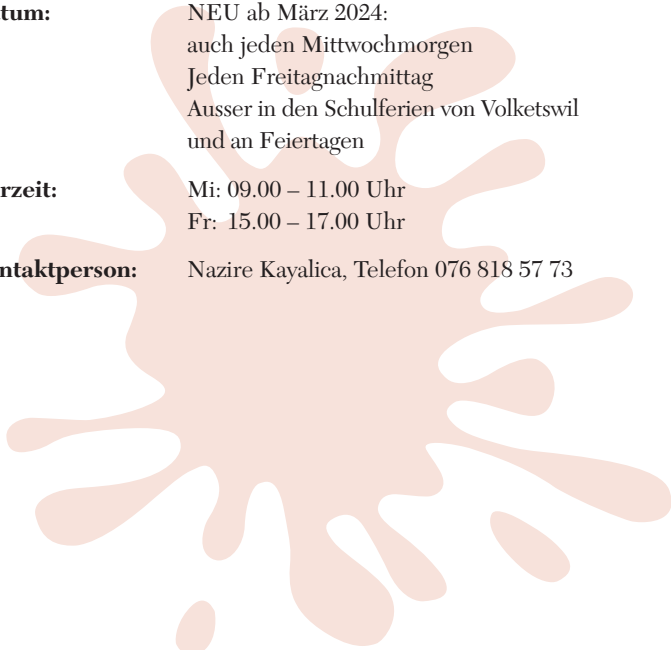 tum: NEU ab März 2024:
auch jeden Mittwochmorgen
Jeden Freitagnachmittag
Ausser in den Schulferien von Volketswil
und an Feiertagen
rzeit: Mi: 09.00 – 11.00 Uhr
Fr: 15.00 – 17.00 Uhr
ntaktperson: Nazire Kayalica, Telefon 076 818 57 73